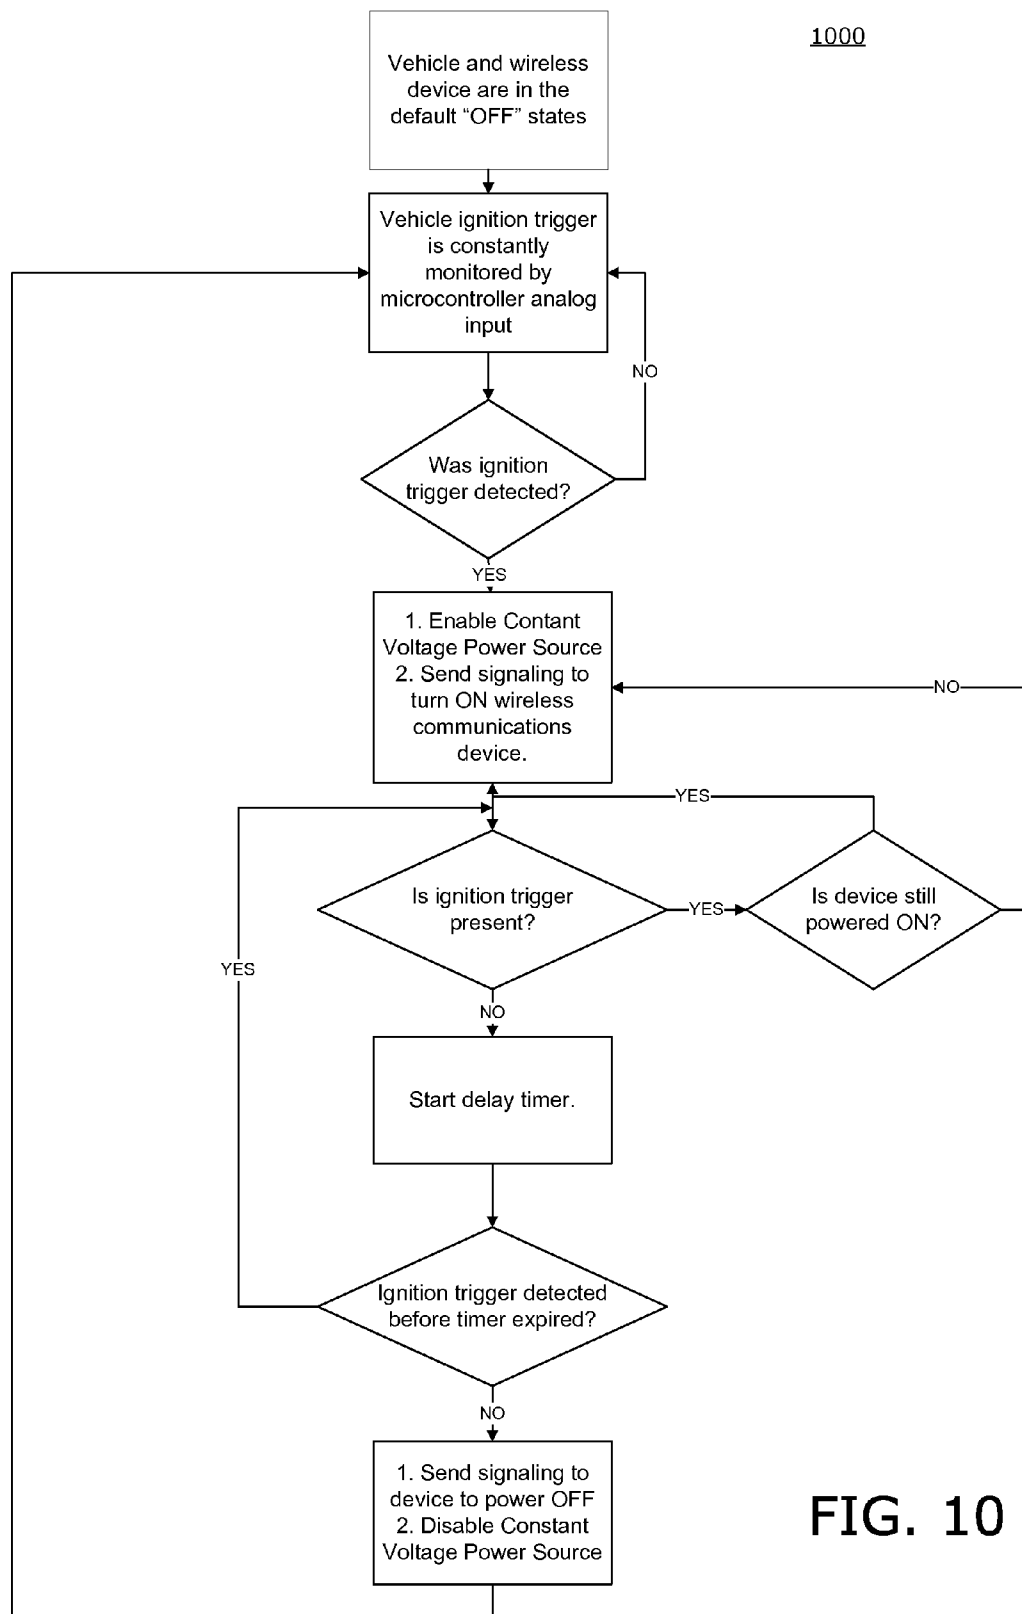 1000
Vehicle and wireless
device are in the
default “OFF” states
Vehicle ignition trigger
is constantly
monitored by
microcontroller analog
input
NO
Was ignition
trigger detected?
YES
1. Enable Contant
Voltage Power Source
2. Send signaling to
turn ON wireless
communications
device.
NO
YES
Is ignition trigger
present?
YES
Is device still
powered ON?
YES
NO
Start delay timer.
Ignition trigger detected
before timer expired?
NO
1. Send signaling to
device to power OFF
2. Disable Constant
Voltage Power Source
FIG. 10